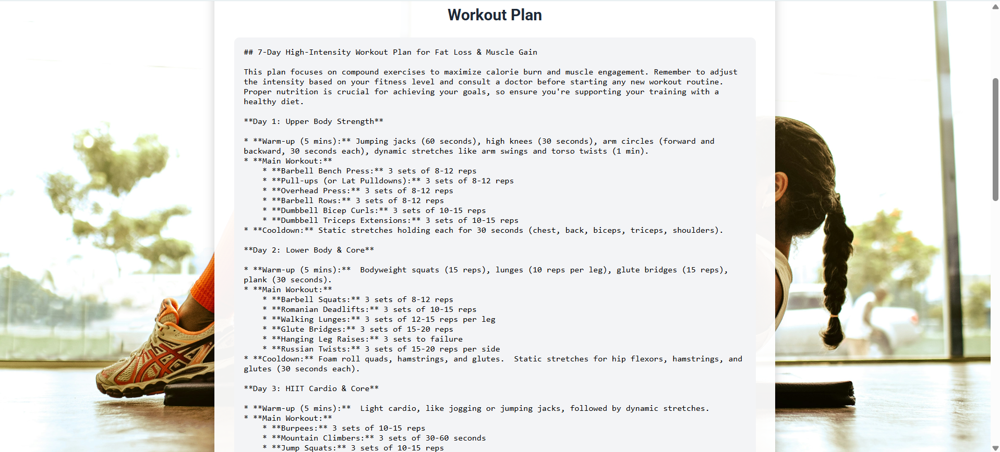 Workout Plan
## 7-Day High-Intensity Workout Plan for Fat Loss & Muscle Gain
This plan focuses on compound exercises to maximize calorie burn and muscle engagement. Remember to adjust
the intensity based on your fitness level and consult a doctor before starting any new workout routine.
Proper nutrition is crucial for achieving your goals, so ensure you're supporting your training with a
healthy diet.
**Day 1: Upper Body Strength**
* **Warm-up (5 mins):** Jumping jacks (60 seconds), high knees (30 seconds), arm circles (forward and
backward, 30 seconds each), dynamic stretches like arm swings and torso twists (1 min).
* **Main Workout:**
    * **Barbell Bench Press:** 3 sets of 8-12 reps
    * **Pull-ups (or Lat Pulldowns):** 3 sets of 8-12 reps
    * **Overhead Press:** 3 sets of 8-12 reps
    * **Barbell Rows:** 3 sets of 8-12 reps
    * **Dumbbell Bicep Curls:** 3 sets of 10-15 reps
    * **Dumbbell Triceps Extensions:** 3 sets of 10-15 reps
* **Cooldown:** Static stretches holding each for 30 seconds (chest, back, biceps, triceps, shoulders).
**Day 2: Lower Body & Core**
* **Warm-up (5 mins):**  Bodyweight squats (15 reps), lunges (10 reps per leg), glute bridges (15 reps),
plank (30 seconds).
* **Main Workout:**
    * **Barbell Squats:** 3 sets of 8-12 reps
    * **Romanian Deadlifts:** 3 sets of 10-15 reps
    * **Walking Lunges:** 3 sets of 12-15 reps per leg
    * **Glute Bridges:** 3 sets of 15-20 reps
    * **Hanging Leg Raises:** 3 sets to failure
    * **Russian Twists:** 3 sets of 15-20 reps per side
* **Cooldown:** Foam roll quads, hamstrings, and glutes.  Static stretches for hip flexors, hamstrings, and
glutes (30 seconds each).
**Day 3: HIIT Cardio & Core**
* **Warm-up (5 mins):**  Light cardio, like jogging or jumping jacks, followed by dynamic stretches.
* **Main Workout:**
    * **Burpees:** 3 sets of 10-15 reps
    * **Mountain Climbers:** 3 sets of 30-60 seconds
    * **Jump Squats:** 3 sets of 10-15 reps